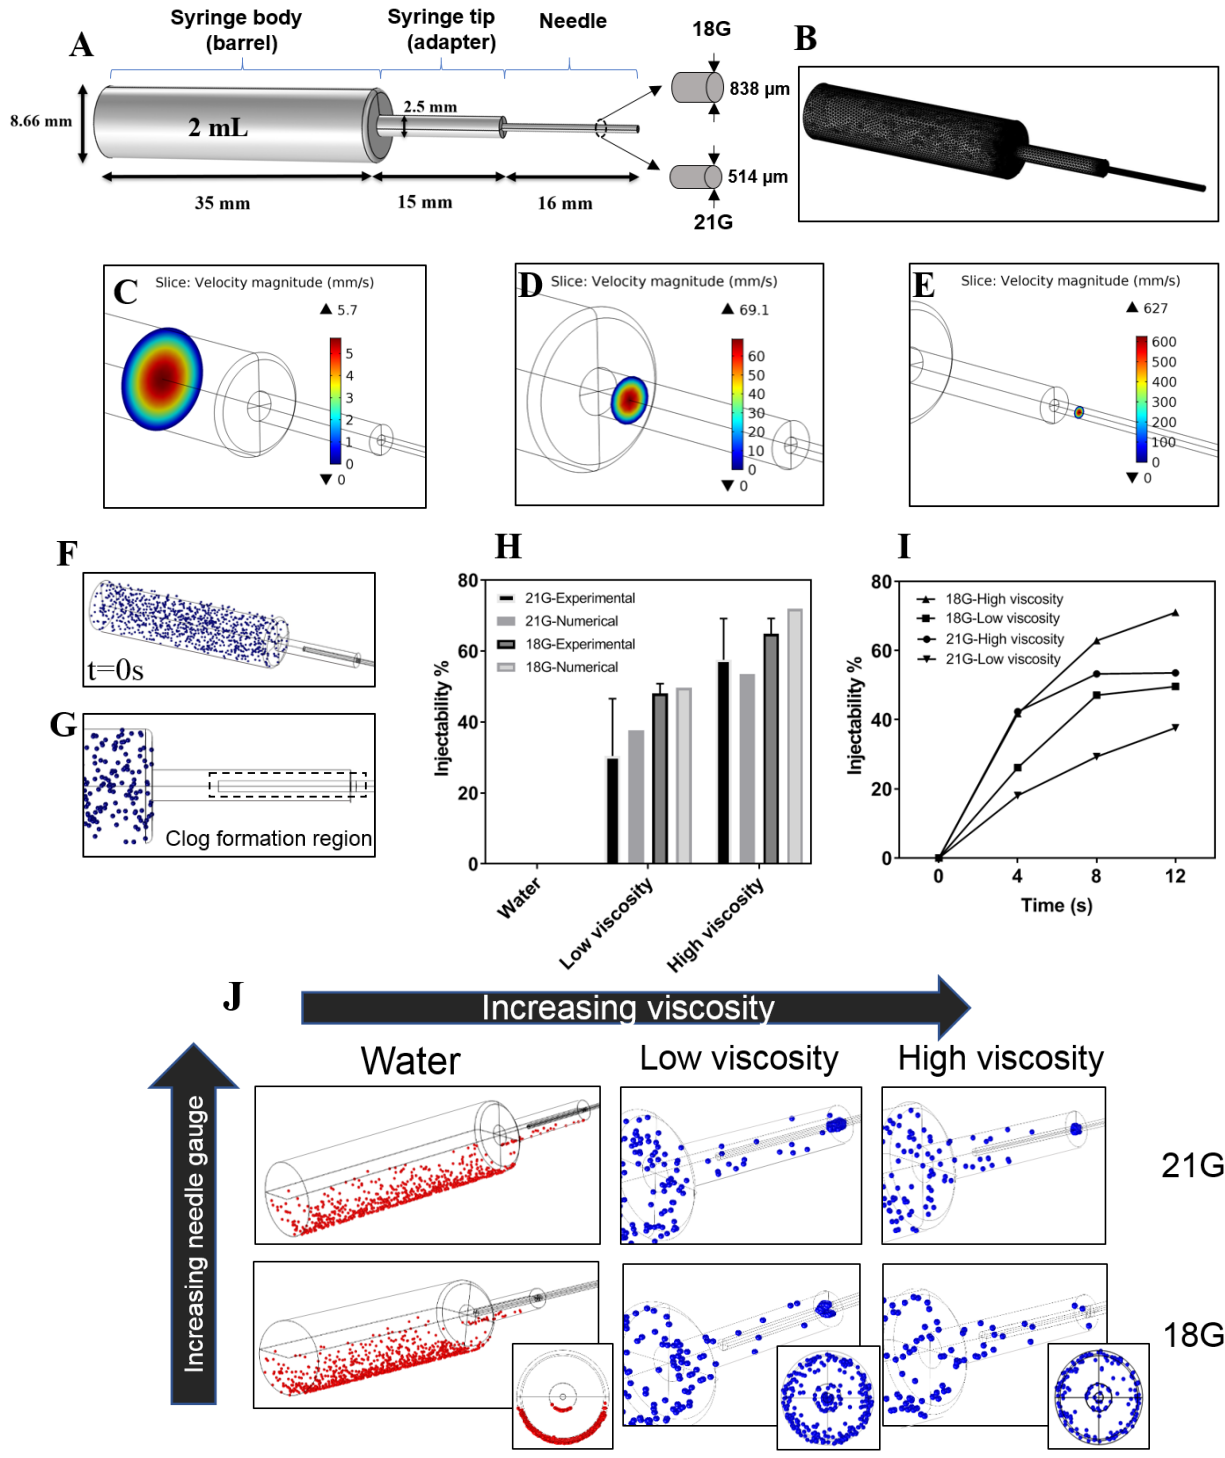 A
Syringe body
(barrel)
Syringe tip
(adapter)
Needle
18G
8.66 mm
2 mL
2.5 mm
838 µm
514 µm
35 mm
15 mm
16 mm
21G
B
C
Slice: Velocity magnitude (mm/s)
5.7
5
4
3
2
1
0
0
D
Slice: Velocity magnitude (mm/s)
69.1
60
50
40
30
20
10
0
0
E
Slice: Velocity magnitude (mm/s)
627
600
500
400
300
200
100
0
0
F
t=0s
G
Clog formation region
H
Injectability %
80
60
40
20
0
21G-Experimental
21G-Numerical
18G-Experimental
18G-Numerical
Water
Low viscosity
High viscosity
I
Injectability %
80
60
40
20
0
18G-High viscosity
18G-Low viscosity
21G-High viscosity
21G-Low viscosity
0
4
8
12
Time (s)
J
Increasing viscosity
Increasing needle gauge
Water
Low viscosity
High viscosity
21G
18G